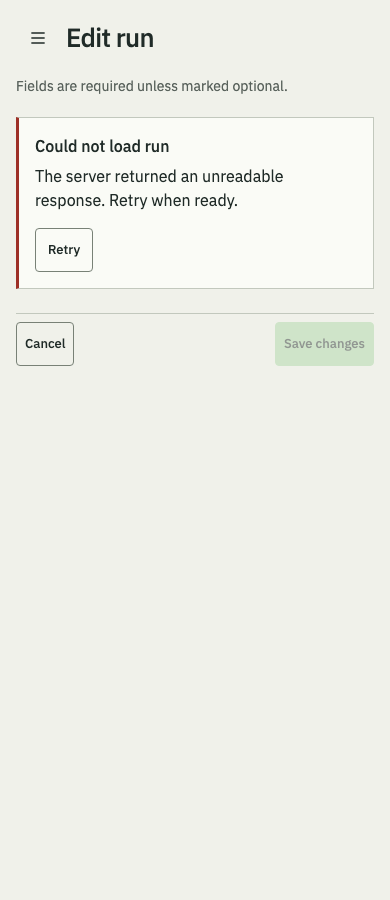 Edit run
Fields are required unless marked optional.
Could not load run
The server returned an unreadable
response. Retry when ready.
Retry
Cancel
Save changes